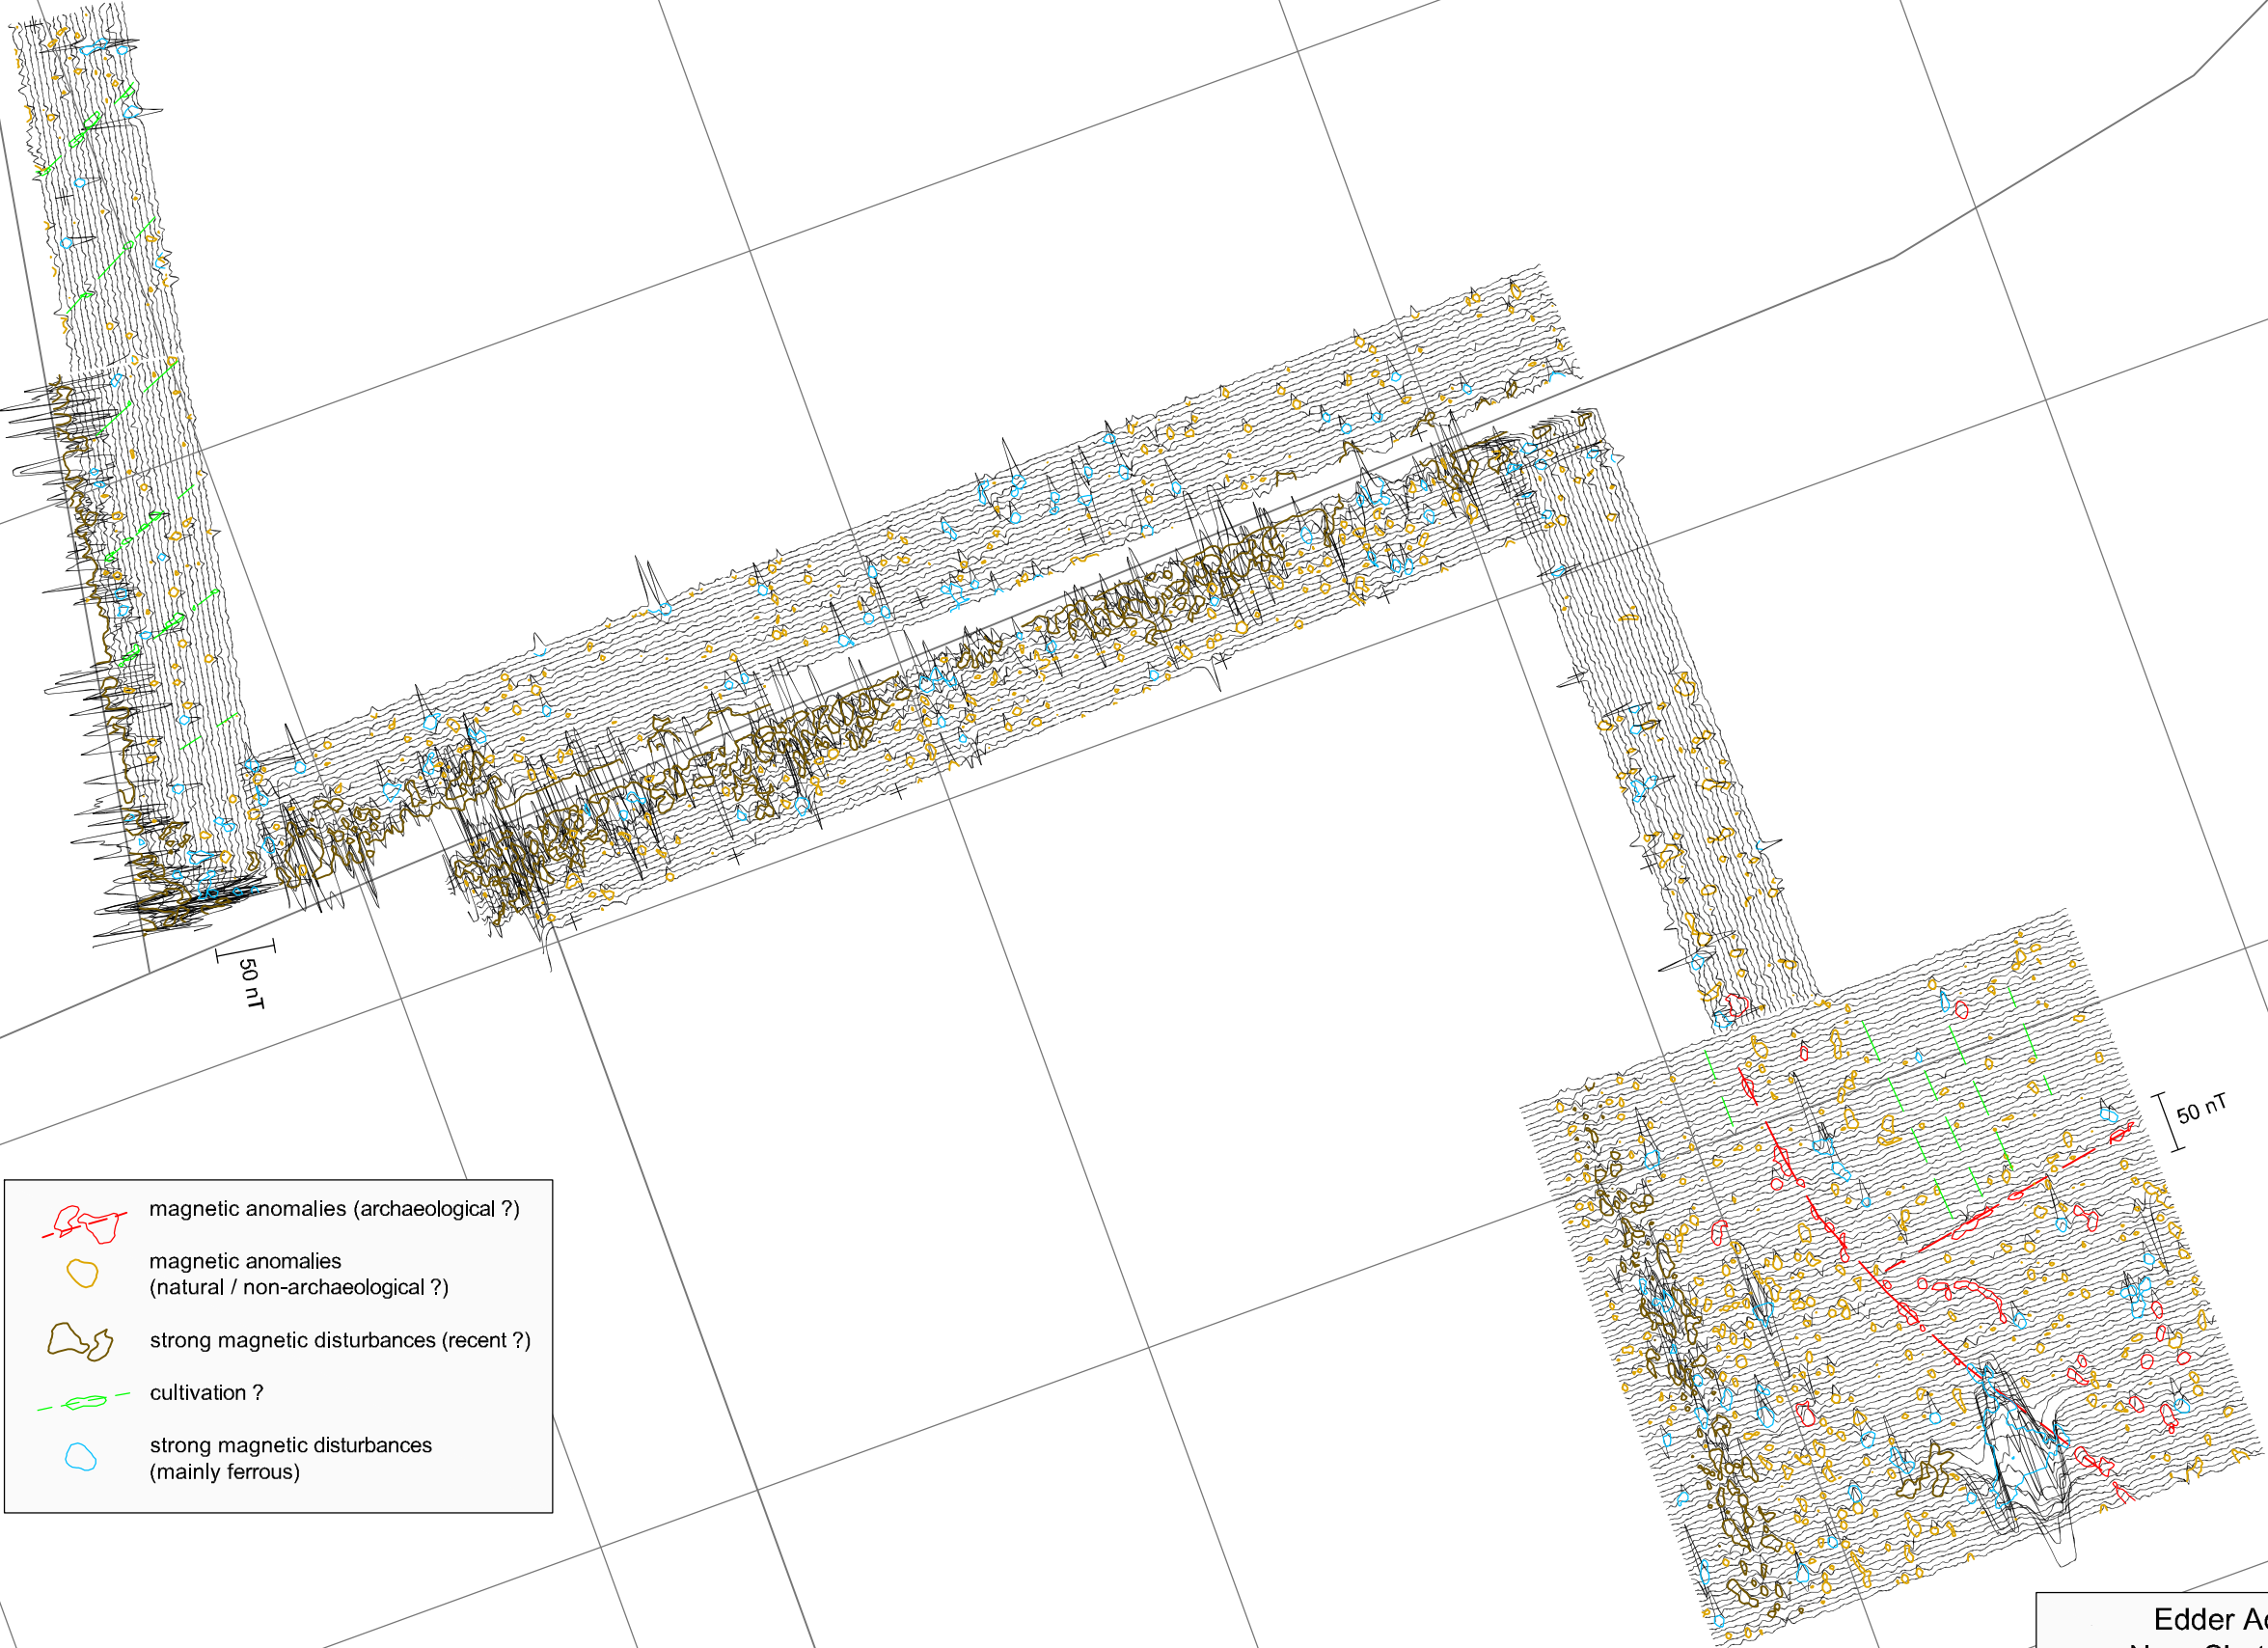 50 nT
50 nT
magnetic anomalies (archaeological ?)
magnetic anomalies
(natural / non-archaeological ?)
strong magnetic disturbances (recent ?)
cultivation ?
strong magnetic disturbances
(mainly ferrous)
Edder